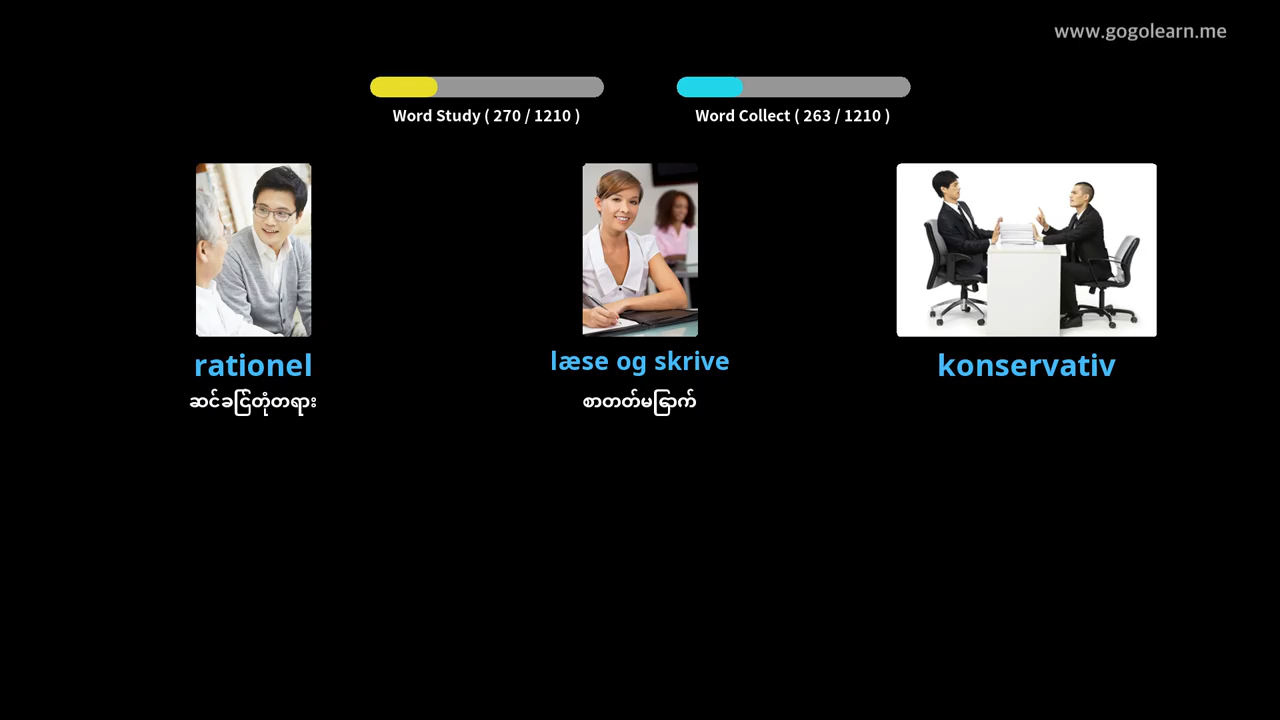 www.gogolearn.me
Word Study ( 270 / 1210 )
Word Collect ( 263 / 1210 )
rationel
læse og skrive
konservativ
ဆင်ခြင်တုံတရား
စာတတ်မြောက်